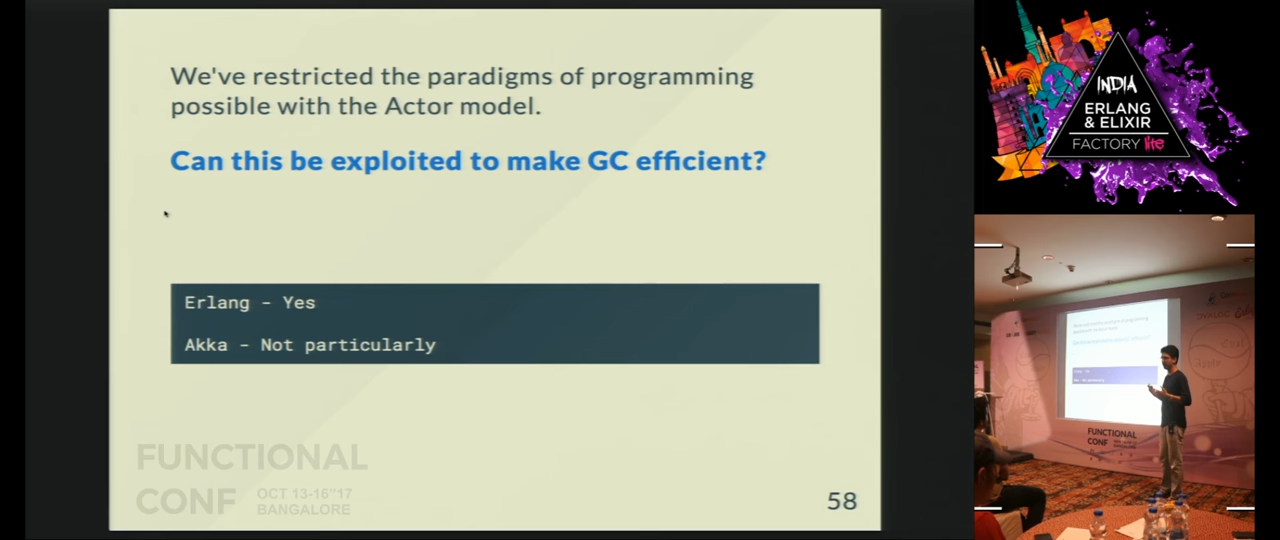 We've restricted the paradigms of programming
possible with the Actor model.
Can this be exploited to make GC efficient?
Erlang - Yes
Akka - Not particularly
FUNCTIONAL
CONF
OCT 13-16"17
BANGALORE
58
INDIA
ERLANG
& ELIXIR
FACTORY lite
FUNCTIONAL
CONF